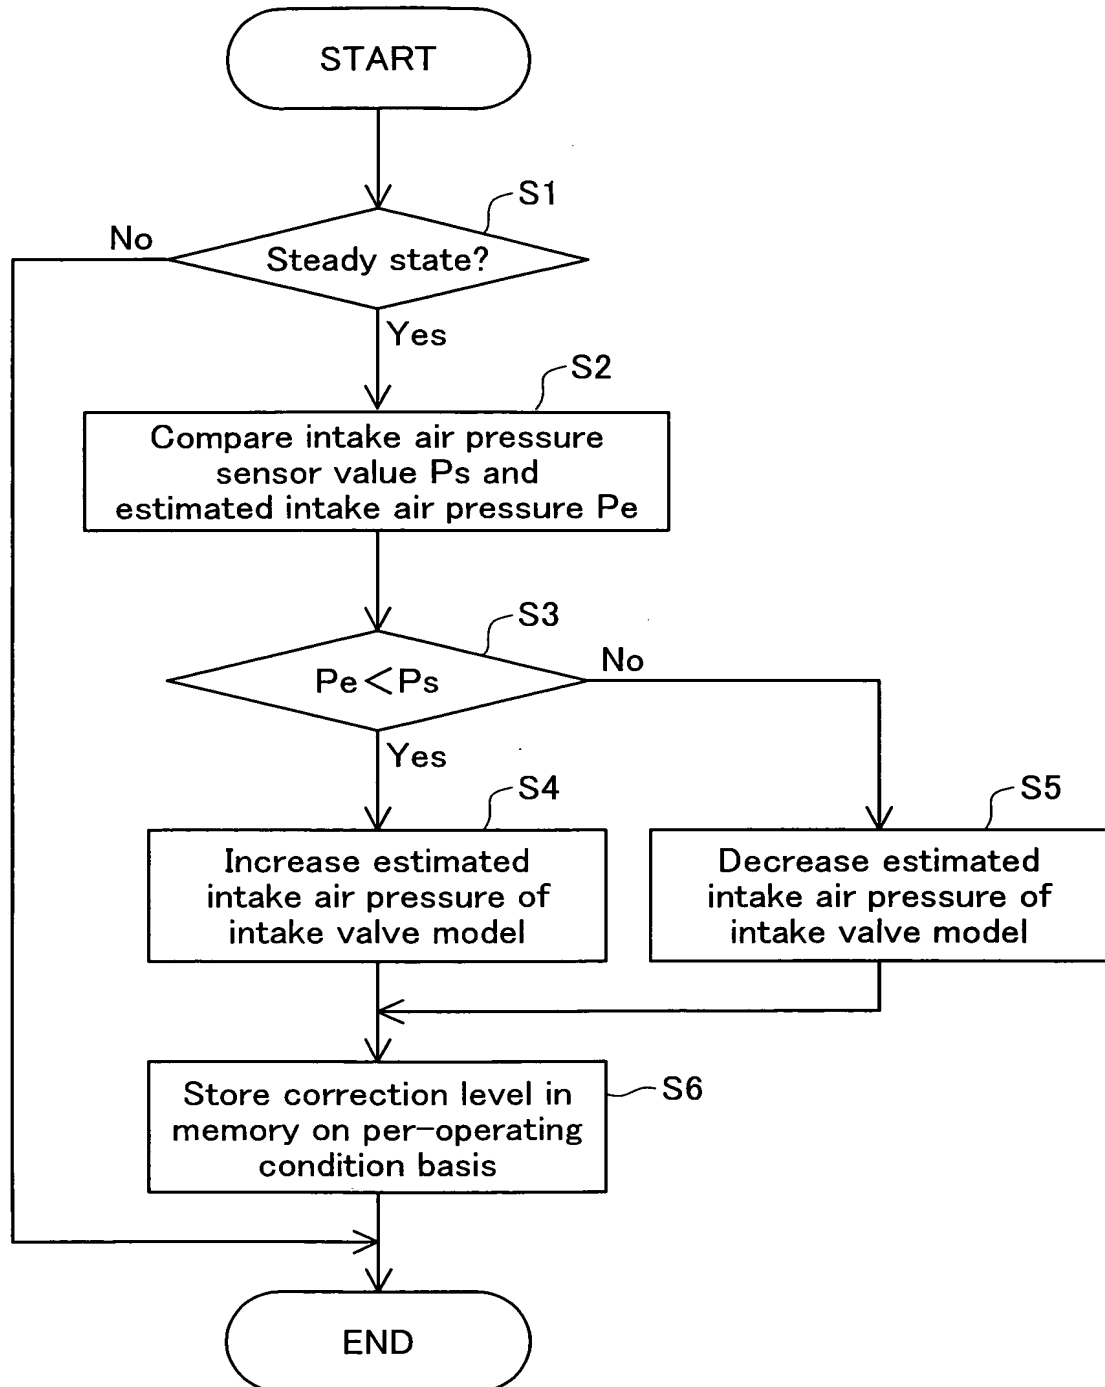 START
S1
No
Steady state?
Yes
S2
Compare intake air pressure
sensor value Ps and
estimated intake air pressure Pe
S3
No
Pe<Ps
Yes
S4
S5
Increase estimated
intake air pressure of
intake valve model
Decrease estimated
intake air pressure of
intake valve model
S6
Store correction level in
memory on per-operating
condition basis
END